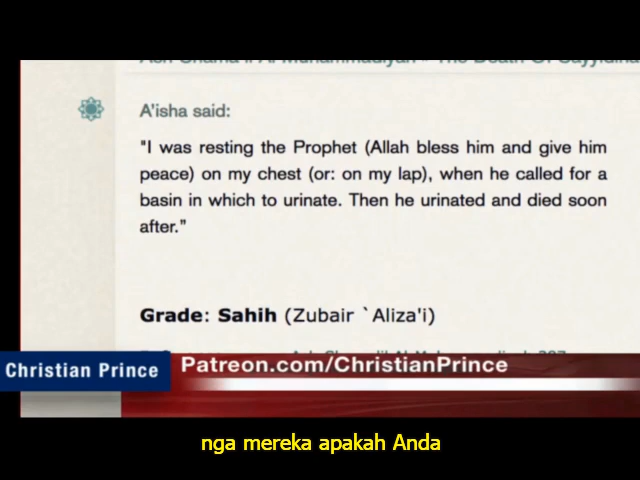 A'isha said:
"I was resting the Prophet (Allah bless him and give him
peace) on my chest (or: on my lap), when he called for a
basin in which to urinate. Then he urinated and died soon
after."
Grade: Sahih (Zubair `Aliza'i)
Christian Prince
Patreon.com/ChristianPrince
nga mereka apakah Anda